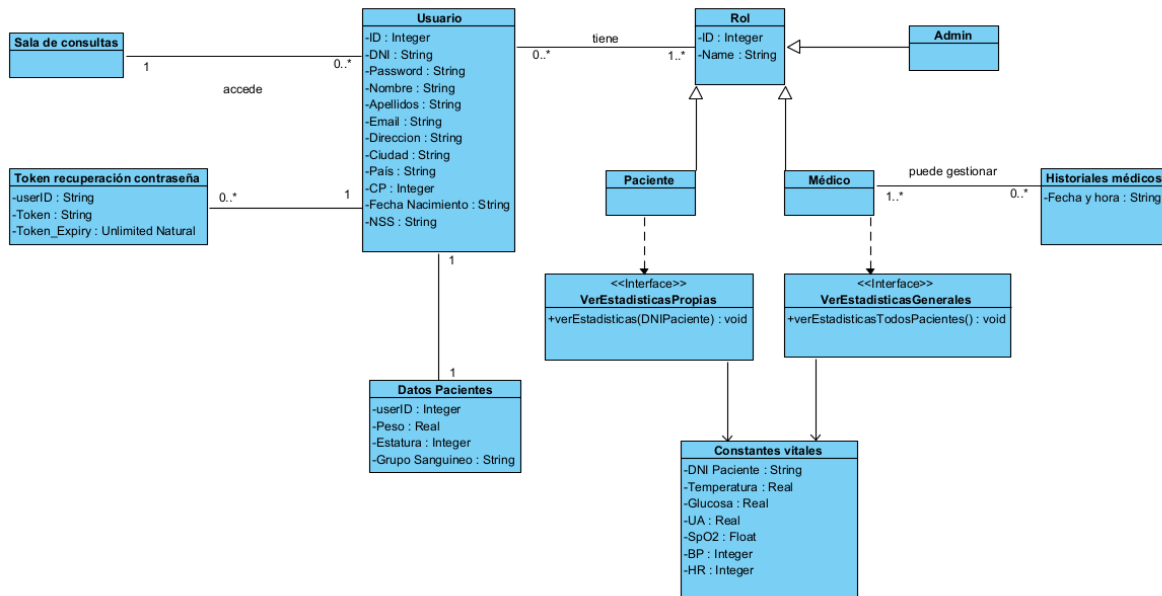 Sala de consultas
1
0..*
accede
Usuario
-ID : Integer
-DNI : String
-Password : String
-Nombre : String
-Apellidos : String
-Email : String
-Direccion : String
-Ciudad : String
-País : String
-CP : Integer
-Fecha Nacimiento : String
-NSS : String
tiene
0..*
1..*
Rol
-ID : Integer
-Name : String
Admin
Token recuperación contraseña
-userID : String
-Token : String
-Token_Expiry : Unlimited Natural
0..*
1
Paciente
Médico
puede gestionar
1..*
0..*
Historiales médicos
-Fecha y hora : String
1
1
<<Interface>>
VerEstadisticasPropias
+verEstadisticas(DNIPaciente) : void
<<Interface>>
VerEstadisticasGenerales
+verEstadisticasTodosPacientes() : void
Datos Pacientes
-userID : Integer
-Peso : Real
-Estatura : Integer
-Grupo Sanguineo : String
Constantes vitales
-DNI Paciente : String
-Temperatura : Real
-Glucosa : Real
-UA : Real
-SpO2 : Float
-BP : Integer
-HR : Integer